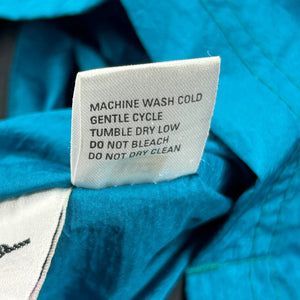 MACHINE WASH COLD
GENTLE CYCLE
TUMBLE DRY LOW
DO NOT BLEACH
DO NOT DRY CLEAN